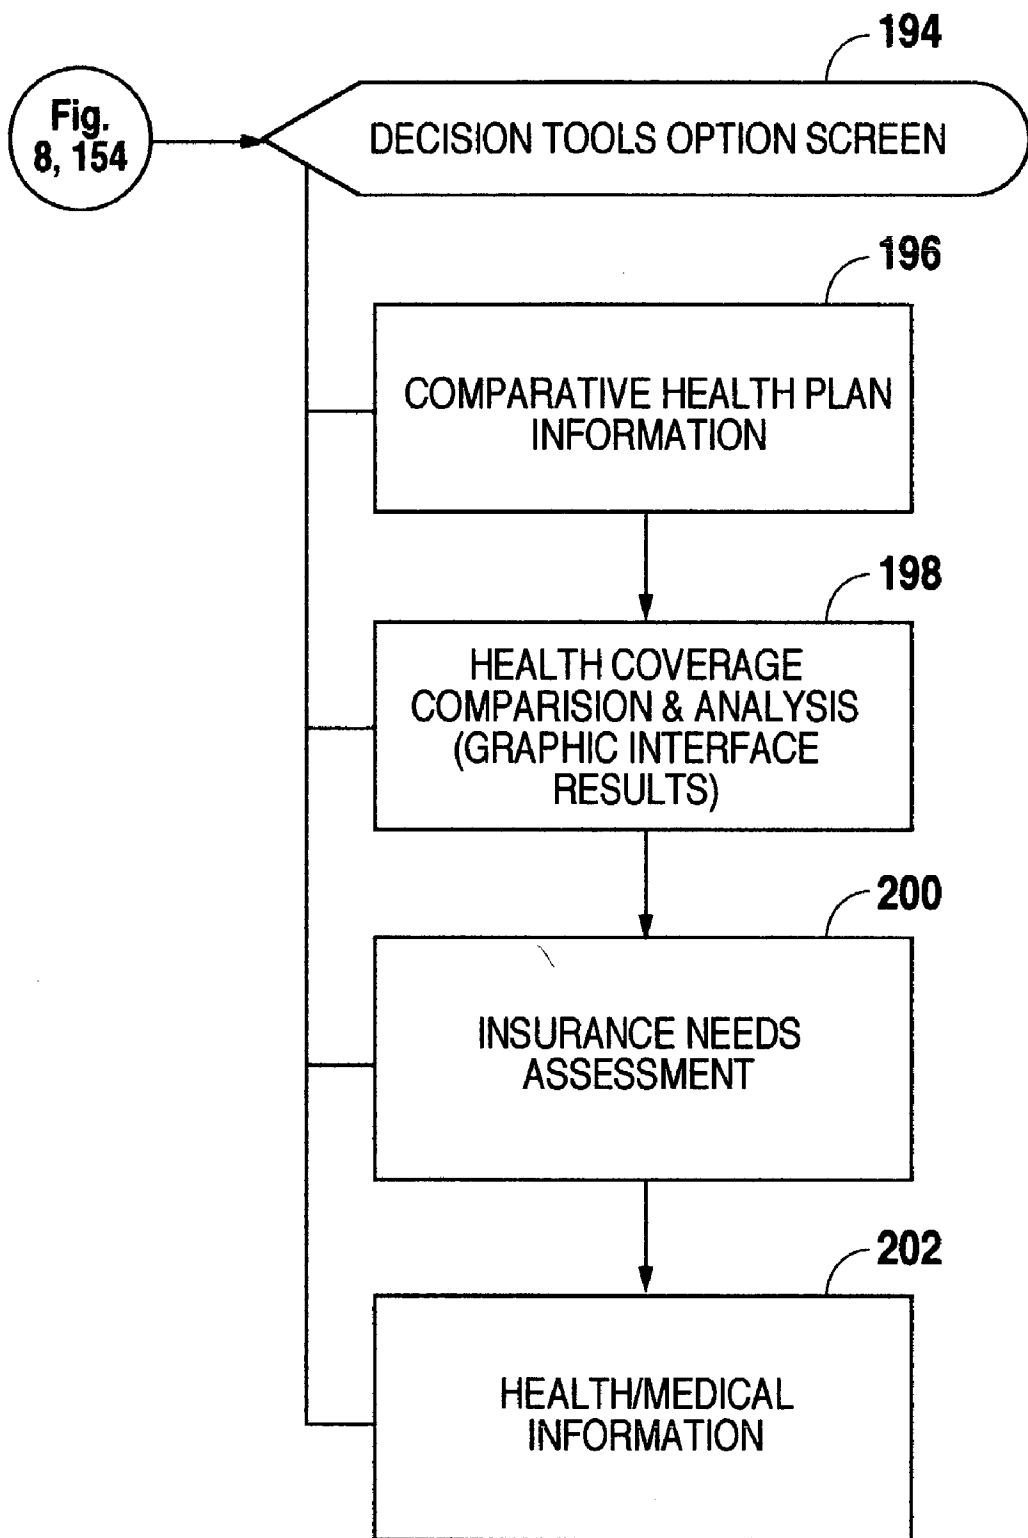 194
Fig.
8, 154
DECISION TOOLS OPTION SCREEN
196
COMPARATIVE HEALTH PLAN
INFORMATION
198
HEALTH COVERAGE
COMPARISION & ANALYSIS
(GRAPHIC INTERFACE
RESULTS)
200
INSURANCE NEEDS
ASSESSMENT
202
HEALTH/MEDICAL
INFORMATION